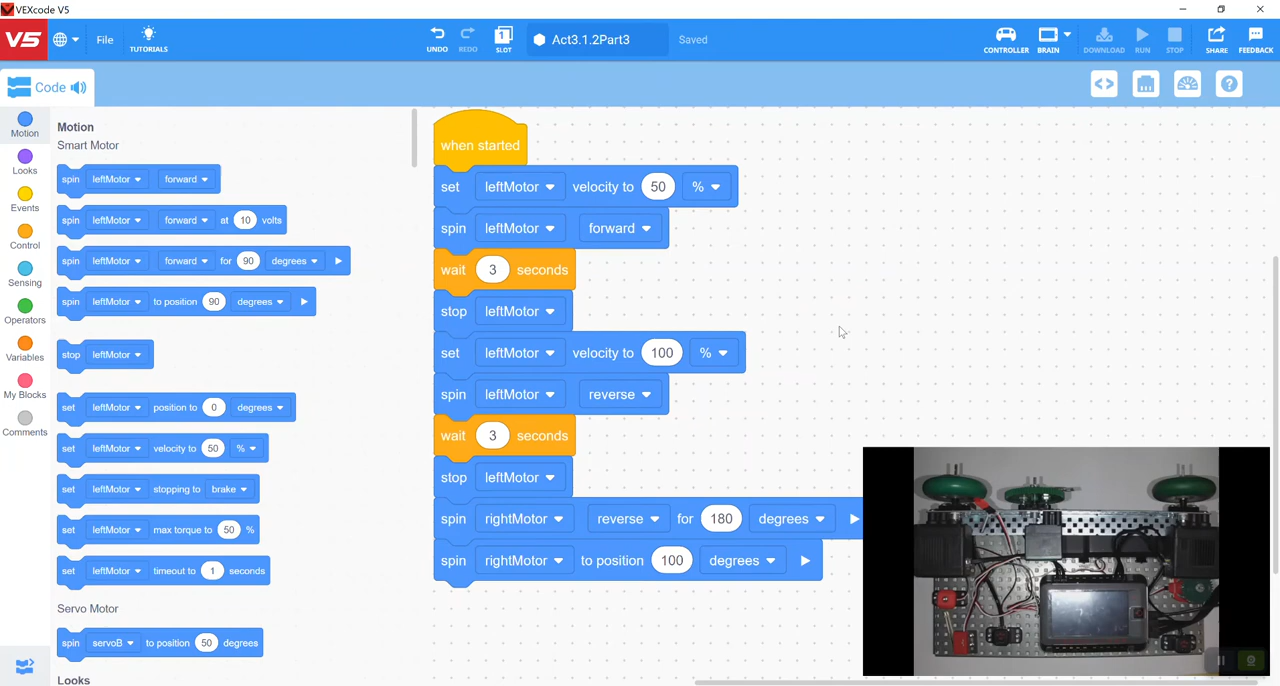 VEXcode V5
V5
File
TUTORIALS
UNDO
REDO
1
SLOT
Act3.1.2Part3
Saved
CONTROLLER
BRAIN
DOWNLOAD
RUN
STOP
SHARE
FEEDBACK
Code
<>
?
Motion
Looks
Events
Control
Sensing
Operators
Variables
My Blocks
Comments
Motion
Smart Motor
spin leftMotor forward
spin leftMotor forward at 10 volts
spin leftMotor forward for 90 degrees
spin leftMotor to position 90 degrees
stop leftMotor
set leftMotor position to 0 degrees
set leftMotor velocity to 50 %
set leftMotor stopping to brake
set leftMotor max torque to 50 %
set leftMotor timeout to 1 seconds
Servo Motor
spin servoB to position 50 degrees
Looks
when started
set leftMotor velocity to 50 %
spin leftMotor forward
wait 3 seconds
stop leftMotor
set leftMotor velocity to 100 %
spin leftMotor reverse
wait 3 seconds
stop leftMotor
spin rightMotor reverse for 180 degrees
spin rightMotor to position 100 degrees